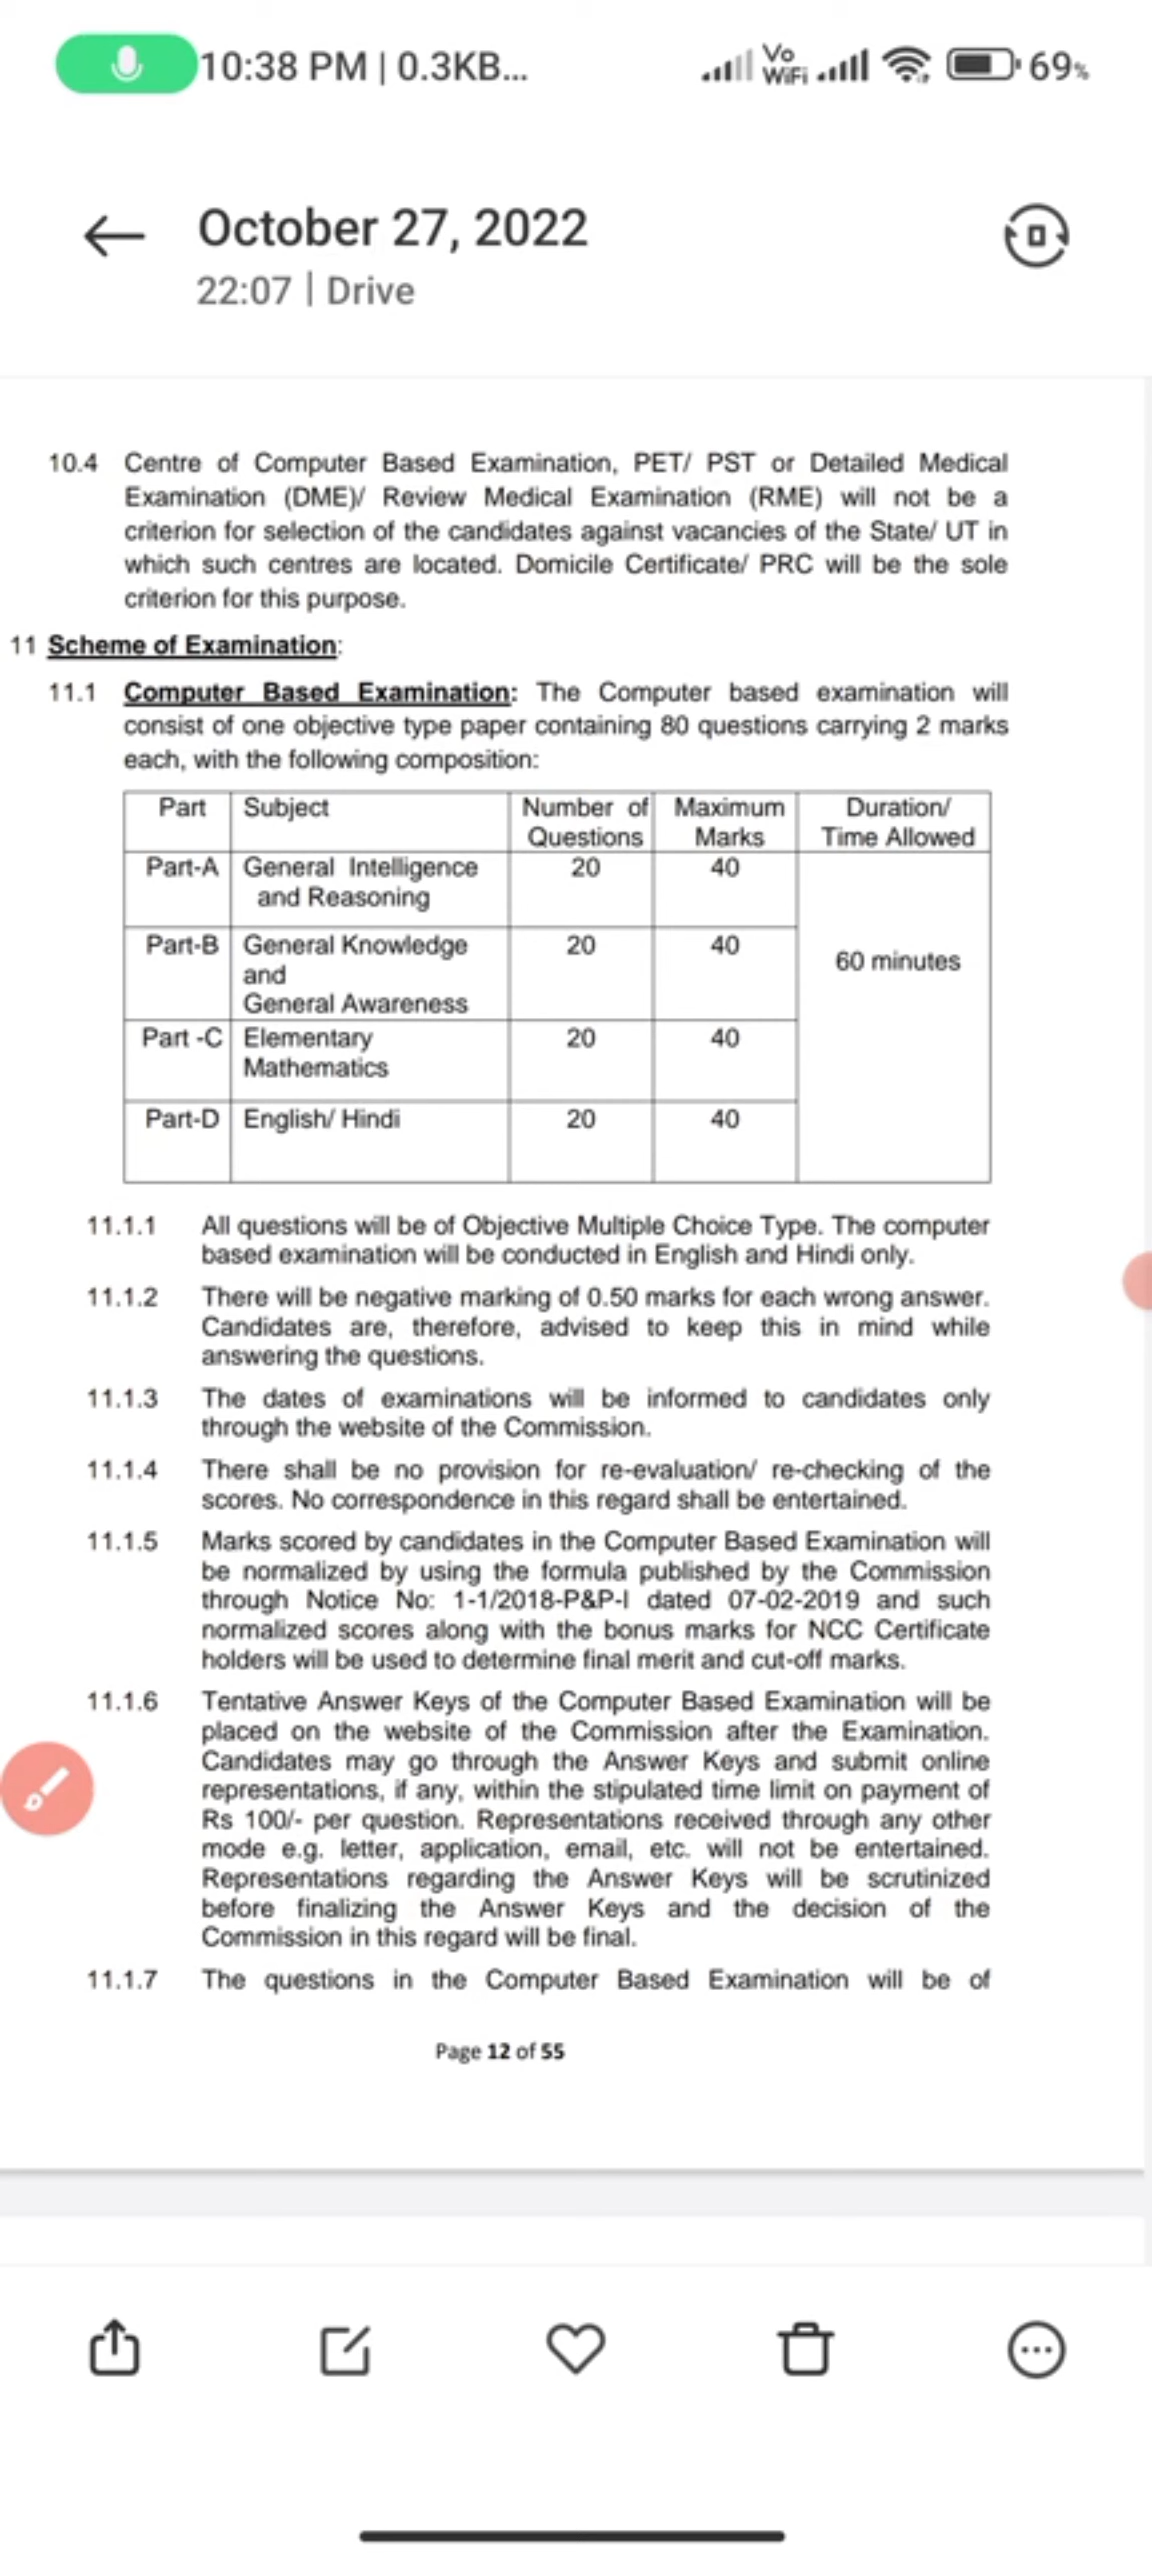 10:38 PM | 0.3KB...
Vo
WiFi
69%
October 27, 2022
22:07 | Drive
10.4 Centre of Computer Based Examination, PET/ PST or Detailed Medical
Examination (DME)/ Review Medical Examination (RME) will not be a
criterion for selection of the candidates against vacancies of the State/ UT in
which such centres are located. Domicile Certificate/ PRC will be the sole
criterion for this purpose.
11 Scheme of Examination:
11.1 Computer Based Examination: The Computer based examination will
consist of one objective type paper containing 80 questions carrying 2 marks
each, with the following composition:
Part Subject Number of Questions Maximum Marks Duration/ Time Allowed
Part-A General Intelligence and Reasoning 20 40
Part-B General Knowledge and General Awareness 20 40 60 minutes
Part -C Elementary Mathematics 20 40
Part-D English/ Hindi 20 40
11.1.1 All questions will be of Objective Multiple Choice Type. The computer
based examination will be conducted in English and Hindi only.
11.1.2 There will be negative marking of 0.50 marks for each wrong answer.
Candidates are, therefore, advised to keep this in mind while
answering the questions.
11.1.3 The dates of examinations will be informed to candidates only
through the website of the Commission.
11.1.4 There shall be no provision for re-evaluation/ re-checking of the
scores. No correspondence in this regard shall be entertained.
11.1.5 Marks scored by candidates in the Computer Based Examination will
be normalized by using the formula published by the Commission
through Notice No: 1-1/2018-P&P-I dated 07-02-2019 and such
normalized scores along with the bonus marks for NCC Certificate
holders will be used to determine final merit and cut-off marks.
11.1.6 Tentative Answer Keys of the Computer Based Examination will be
placed on the website of the Commission after the Examination.
Candidates may go through the Answer Keys and submit online
representations, if any, within the stipulated time limit on payment of
Rs 100/- per question. Representations received through any other
mode e.g. letter, application, email, etc. will not be entertained.
Representations regarding the Answer Keys will be scrutinized
before finalizing the Answer Keys and the decision of the
Commission in this regard will be final.
11.1.7 The questions in the Computer Based Examination will be of
Page 12 of 55